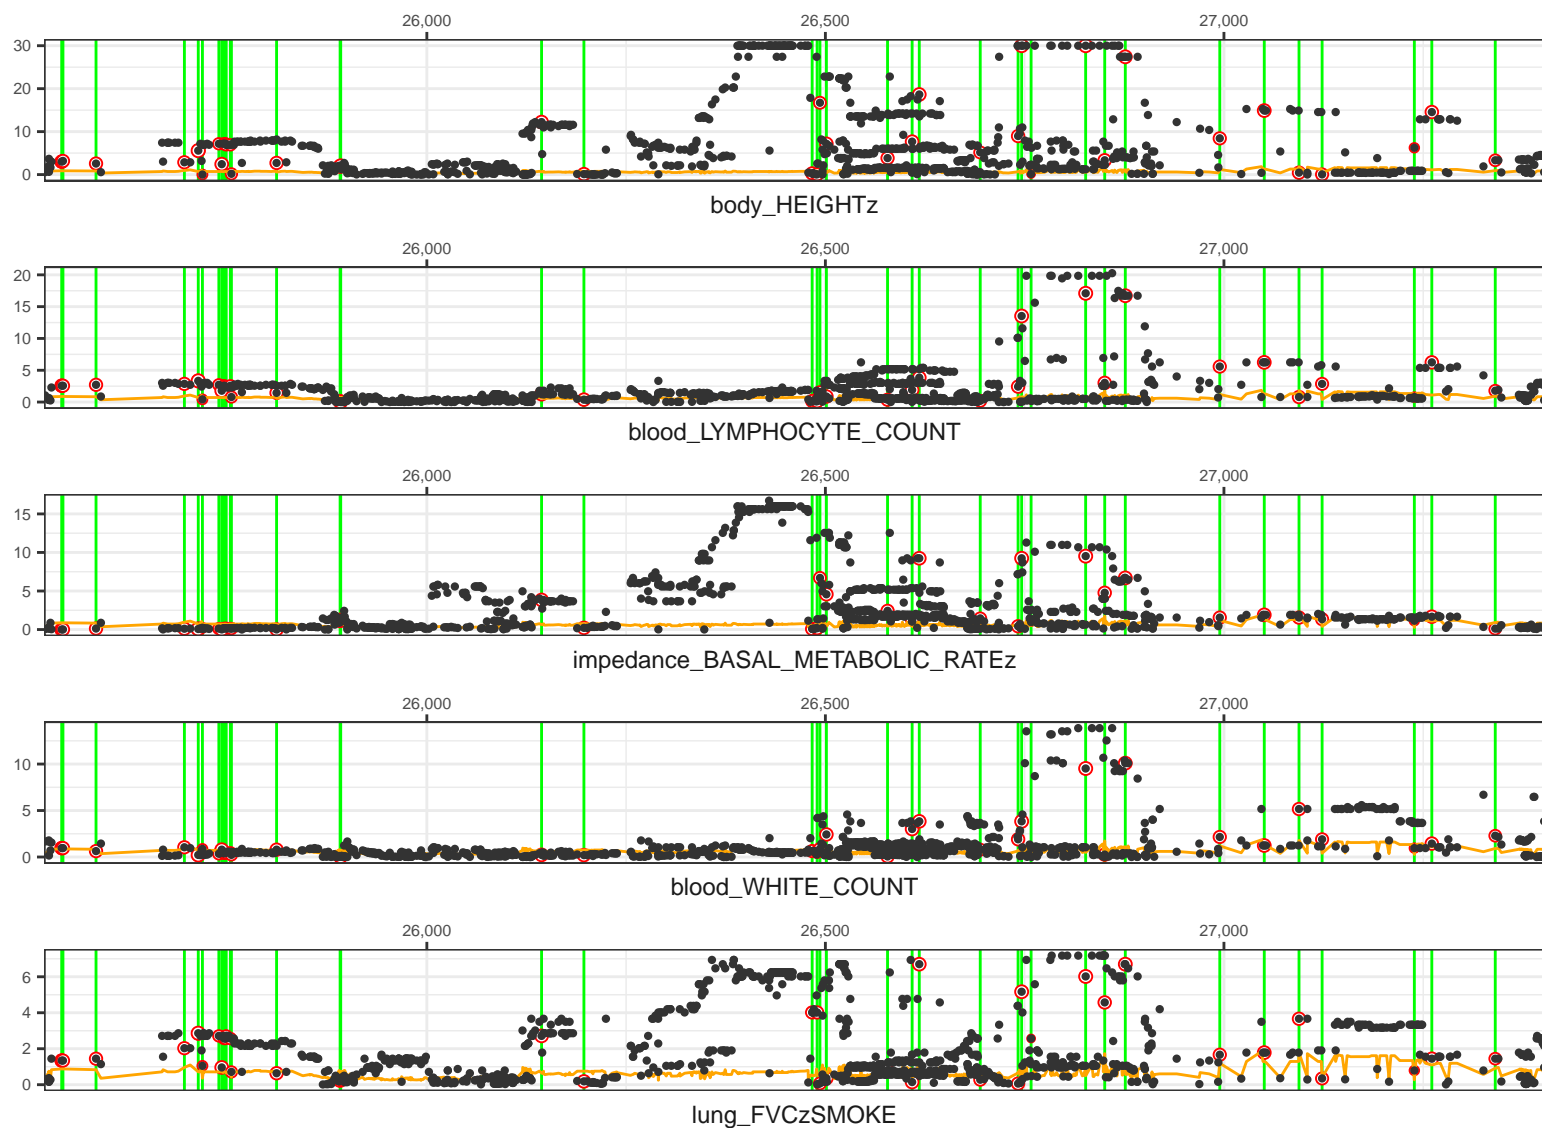 26,000 26,500 27,000
30
20
10
0
body_HEIGHTz
26,000 26,500 27,000
20
15
10
5
0
blood_LYMPHOCYTE_COUNT
26,000 26,500 27,000
15
10
5
0
impedance_BASAL_METABOLIC_RATEz
26,000 26,500 27,000
10
5
0
blood_WHITE_COUNT
26,000 26,500 27,000
6
4
2
0
lung_FVCzSMOKE